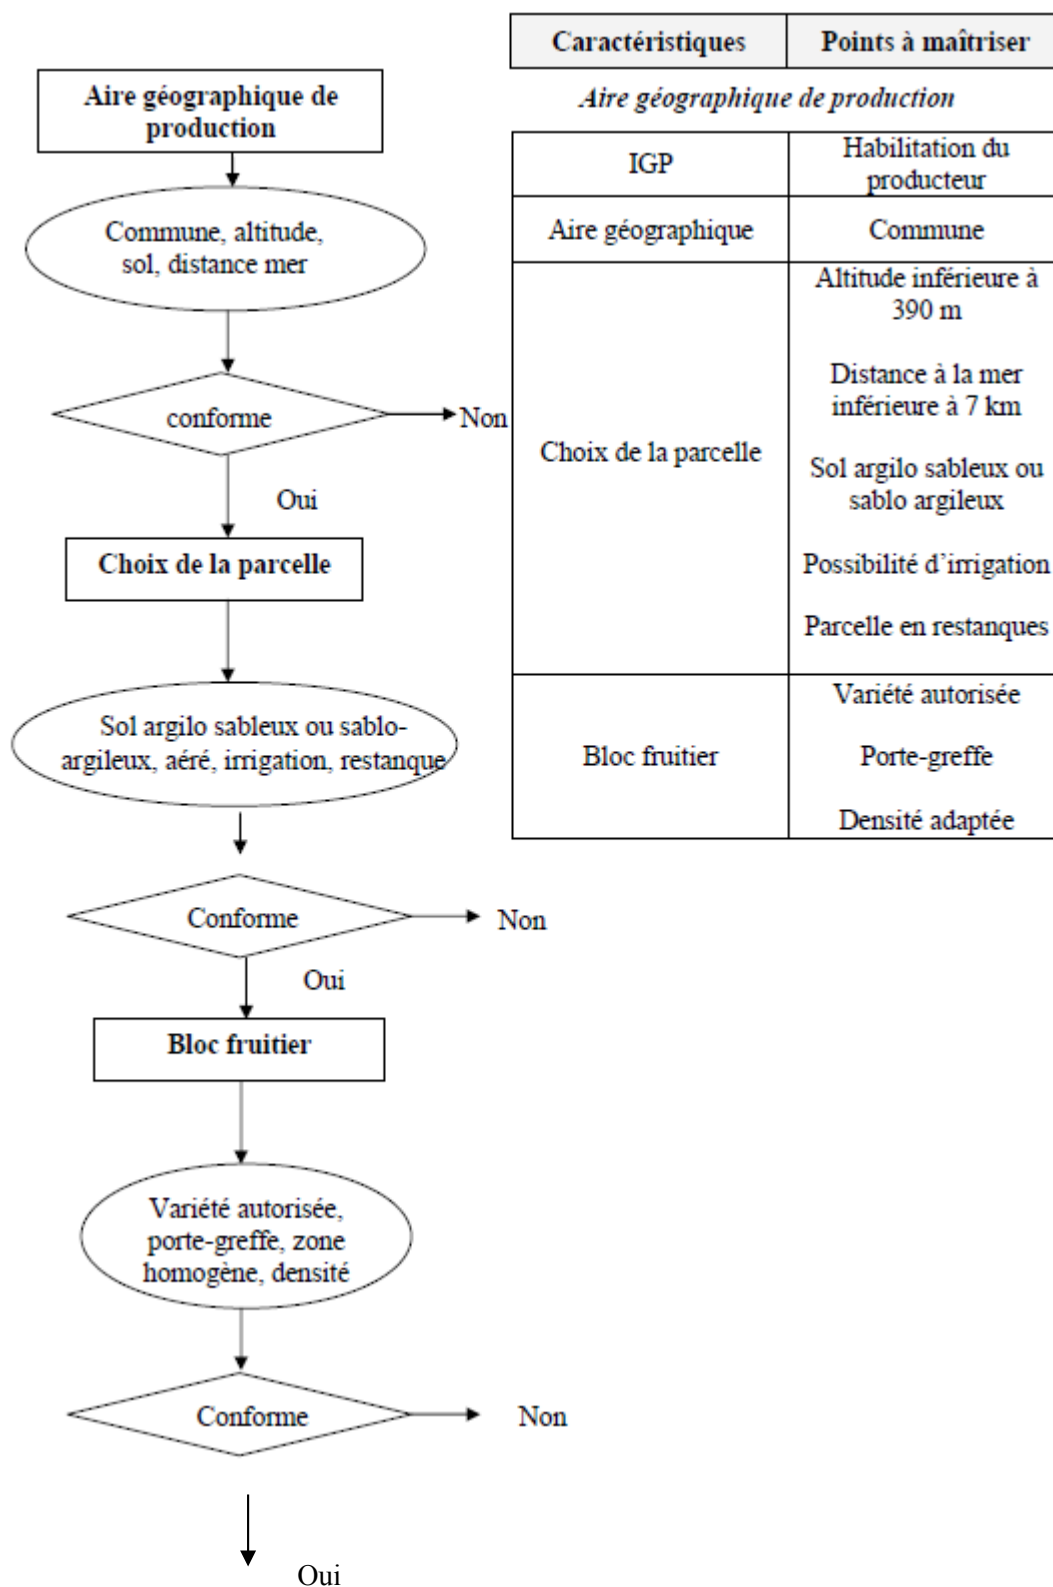 Aire géographique de
production
Commune, altitude,
sol, distance mer
conforme
Non
Oui
Choix de la parcelle
Sol argilo sableux ou sablo-
argileux, aéré, irrigation, restanque
Conforme
Non
Oui
Bloc fruitier
Variété autorisée,
porte-greffe, zone
homogène, densité
Conforme
Non
Oui
Caractéristiques
Points à maîtriser
Aire géographique de production
IGP
Habilitation du
producteur
Aire géographique
Commune
Choix de la parcelle
Altitude inférieure à
390 m
Distance à la mer
inférieure à 7 km
Sol argilo sableux ou
sablo argileux
Possibilité d'irrigation
Parcelle en restanques
Bloc fruitier
Variété autorisée
Porte-greffe
Densité adaptée